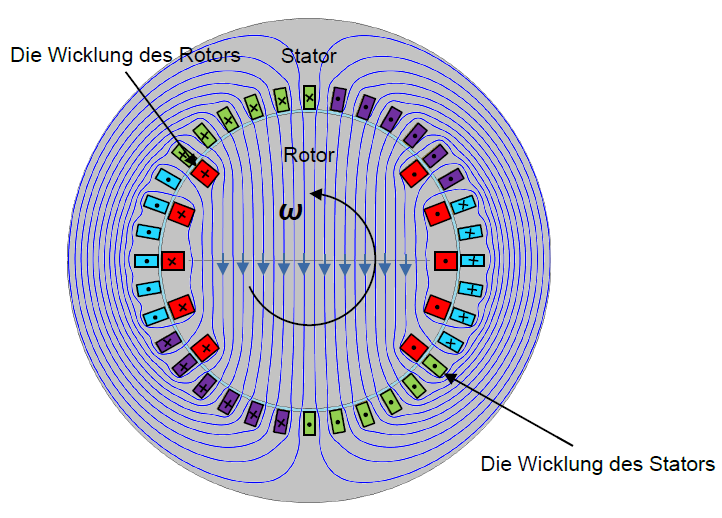 Die Wicklung des Rotors
Stator
Rotor
ω
Die Wicklung des Stators